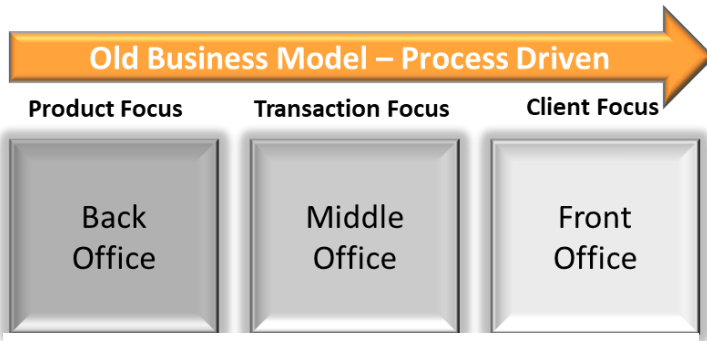 Old Business Model – Process Driven
Product Focus
Transaction Focus
Client Focus
Back
Office
Middle
Office
Front
Office